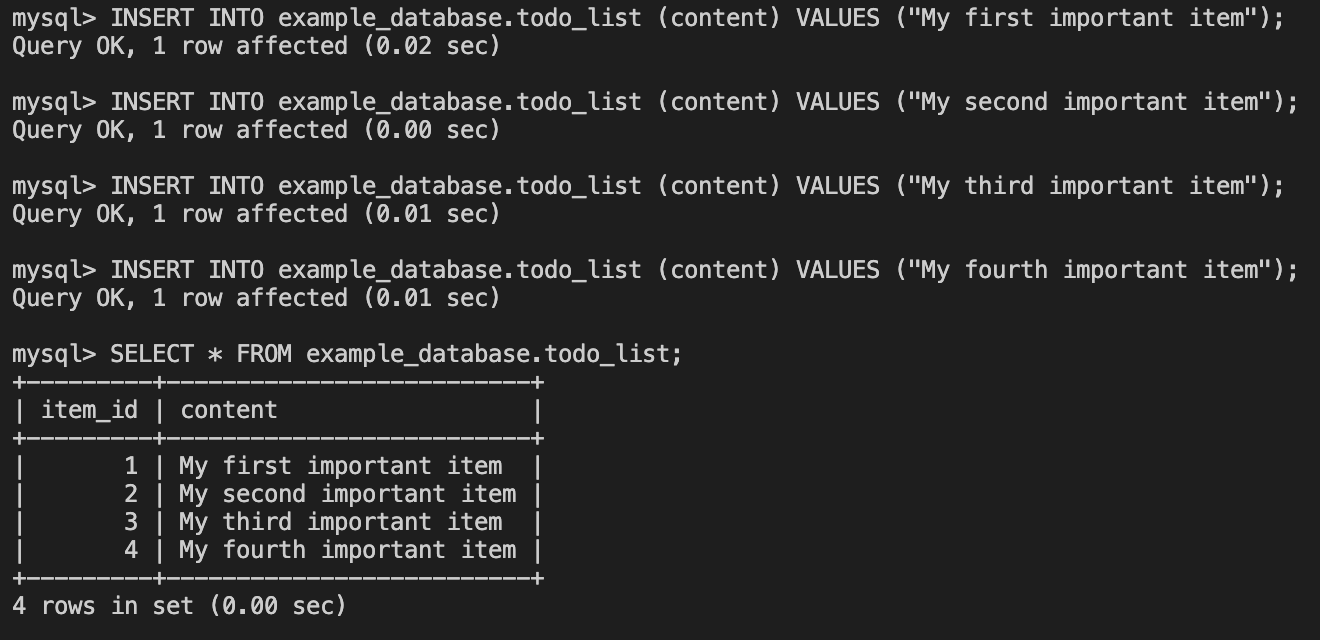 mysql> INSERT INTO example_database.todo_list (content) VALUES ("My first important item");
Query OK, 1 row affected (0.02 sec)

mysql> INSERT INTO example_database.todo_list (content) VALUES ("My second important item");
Query OK, 1 row affected (0.00 sec)

mysql> INSERT INTO example_database.todo_list (content) VALUES ("My third important item");
Query OK, 1 row affected (0.01 sec)

mysql> INSERT INTO example_database.todo_list (content) VALUES ("My fourth important item");
Query OK, 1 row affected (0.01 sec)

mysql> SELECT * FROM example_database.todo_list;
+---------+--------------------------+
| item_id | content                  |
+---------+--------------------------+
|       1 | My first important item  |
|       2 | My second important item |
|       3 | My third important item  |
|       4 | My fourth important item |
+---------+--------------------------+
4 rows in set (0.00 sec)